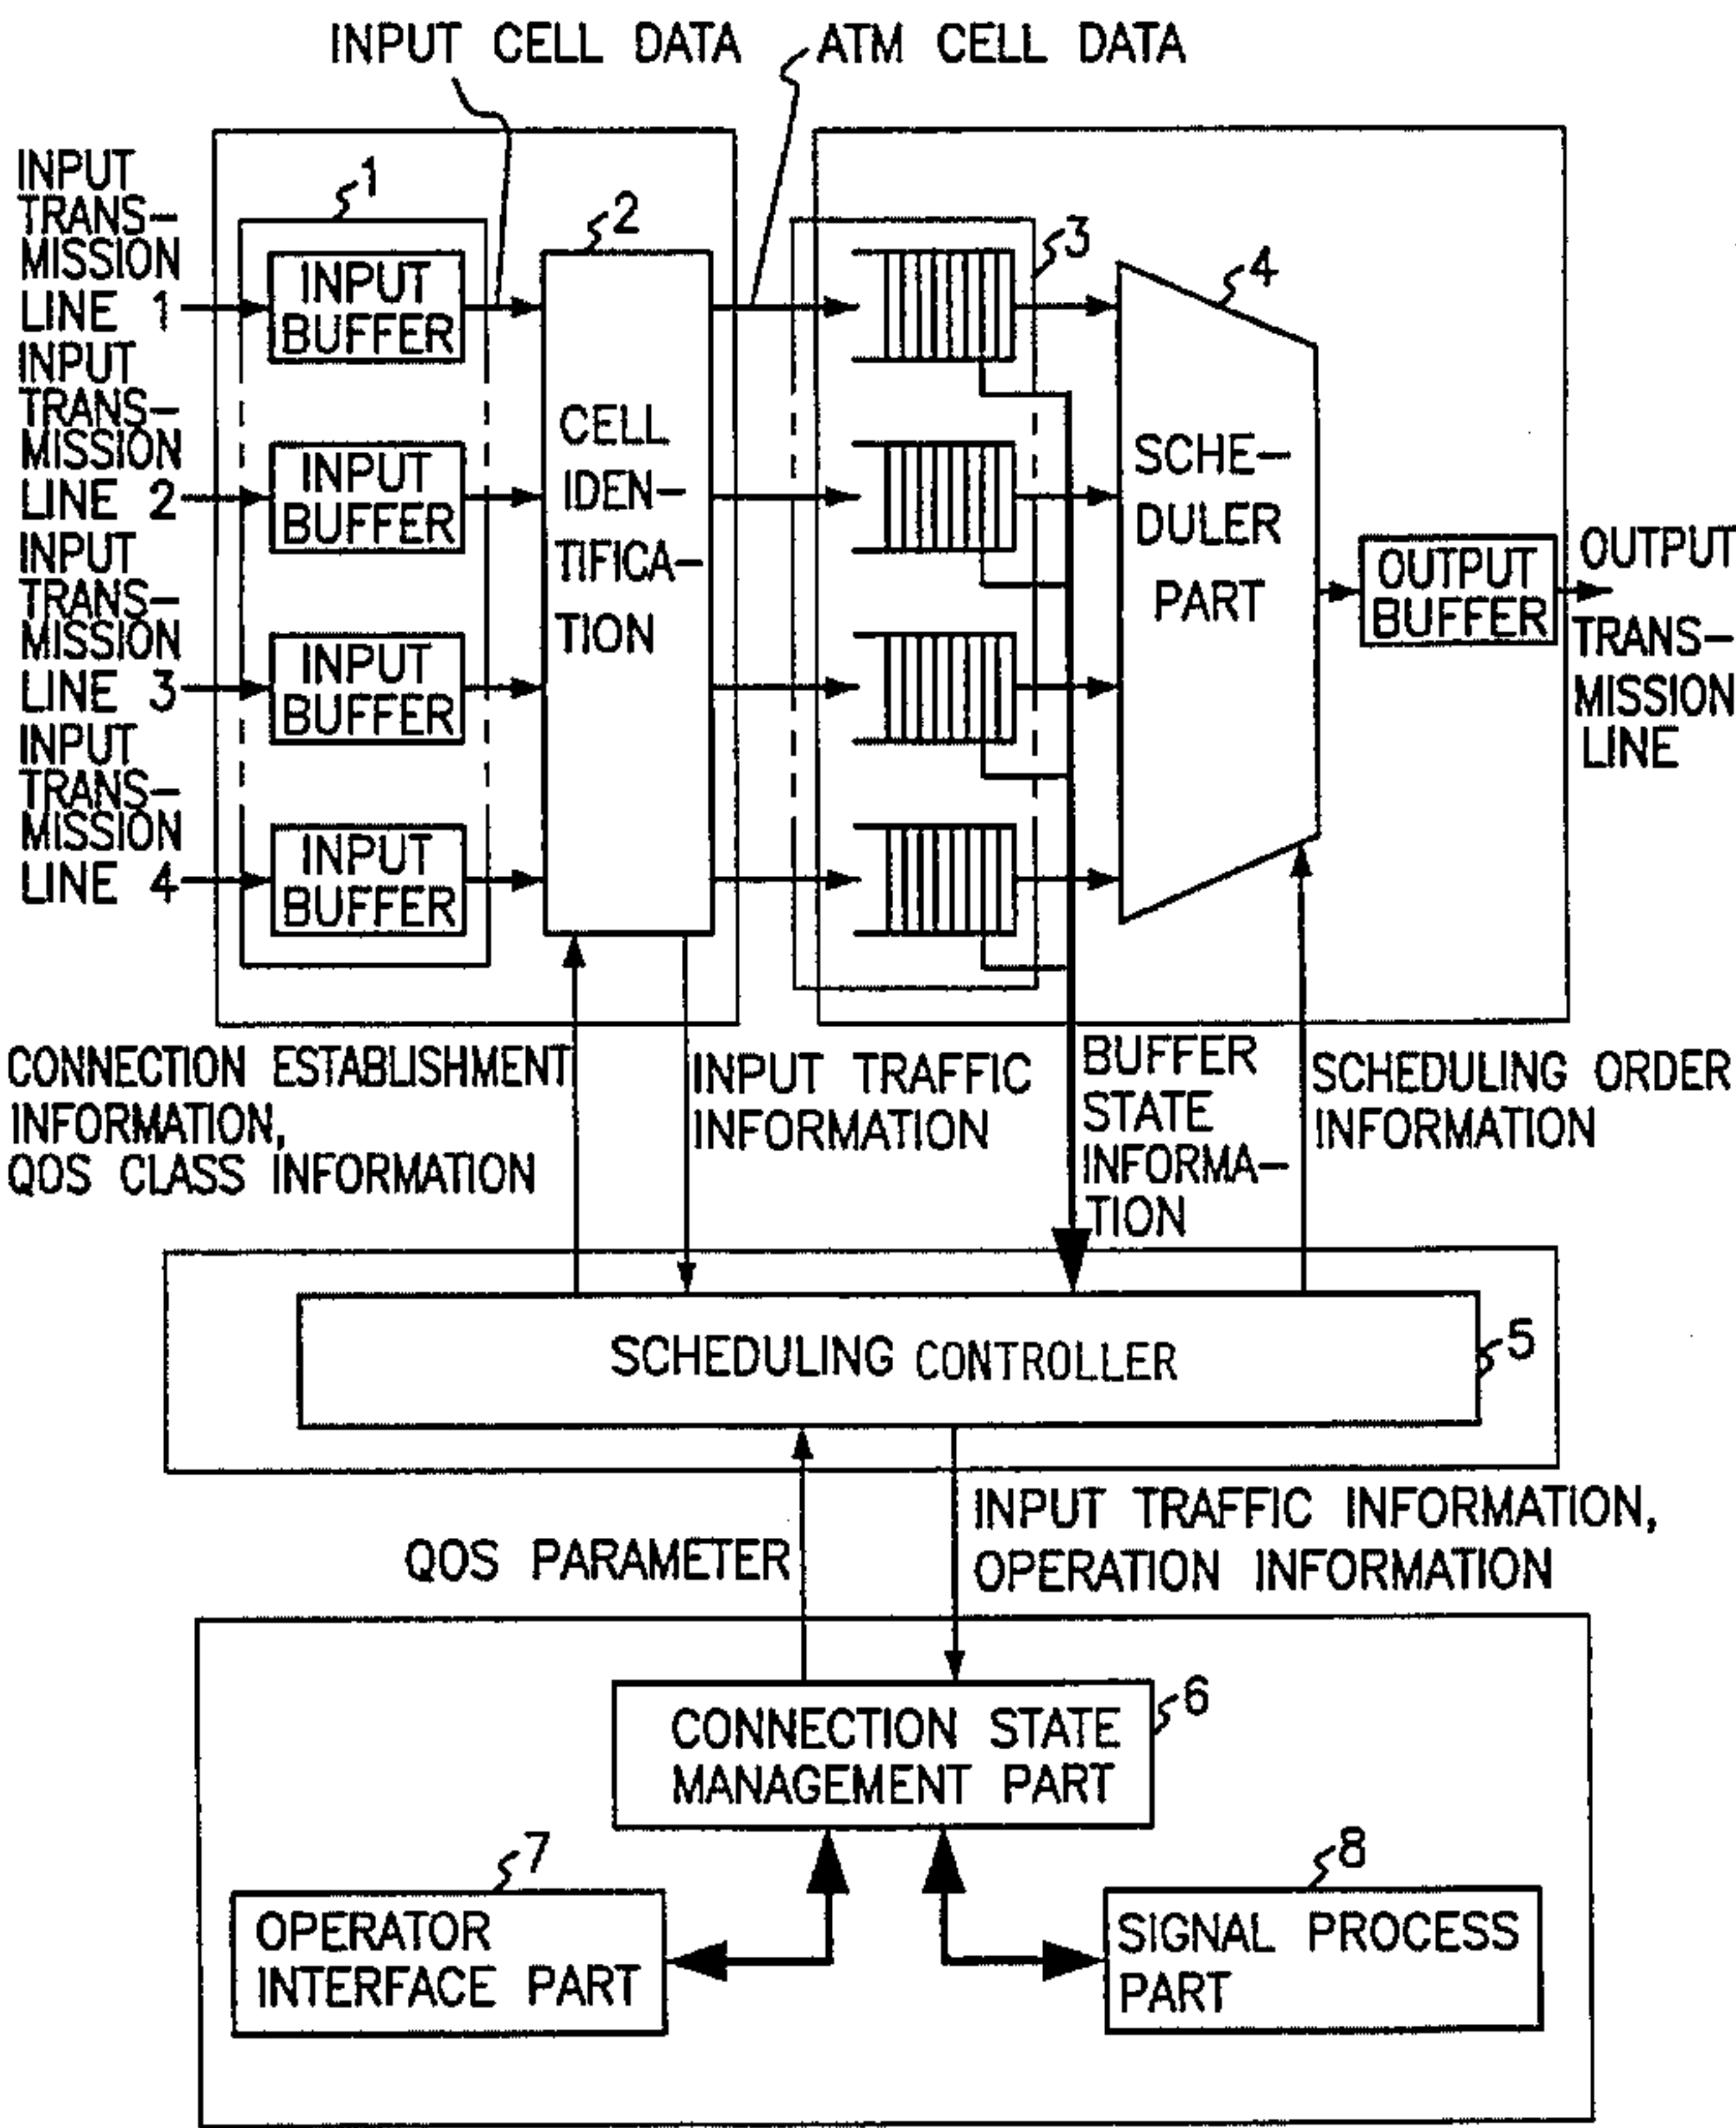 INPUT CELL DATA
ATM CELL DATA
INPUT
TRANS-
MISSION
LINE 1
INPUT
TRANS-
MISSION
LINE 2
INPUT
TRANS-
MISSION
LINE 3
INPUT
TRANS-
MISSION
LINE 4
1
INPUT
BUFFER
INPUT
BUFFER
INPUT
BUFFER
INPUT
BUFFER
2
CELL
IDEN-
TIFICA-
TION
3
4
SCHE-
DULER
PART
OUTPUT
BUFFER
OUTPUT
TRANS-
MISSION
LINE
CONNECTION ESTABLISHMENT
INFORMATION,
QOS CLASS INFORMATION
INPUT TRAFFIC
INFORMATION
BUFFER
STATE
INFORMA-
TION
SCHEDULING ORDER
INFORMATION
SCHEDULING CONTROLLER
5
QOS PARAMETER
INPUT TRAFFIC INFORMATION,
OPERATION INFORMATION
6
CONNECTION STATE
MANAGEMENT PART
7
OPERATOR
INTERFACE PART
8
SIGNAL PROCESS
PART